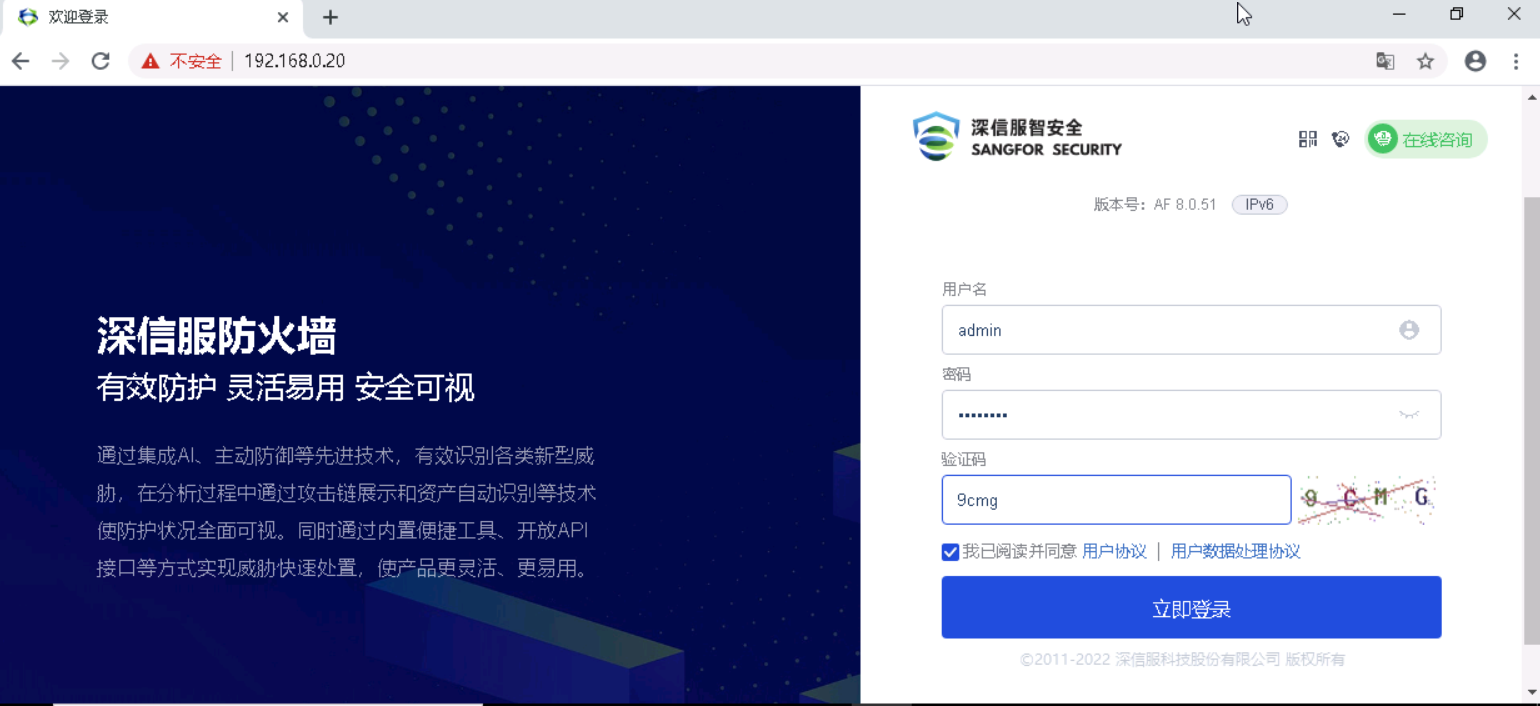 欢迎登录
不安全 | 192.168.0.20
深信服智安全
SANGFOR SECURITY
24
在线咨询
版本号: AF 8.0.51 IPv6
深信服防火墙
有效防护 灵活易用 安全可视
通过集成AI、主动防御等先进技术，有效识别各类新型威
胁，在分析过程中通过攻击链展示和资产自动识别等技术
使防护状况全面可视。同时通过内置便捷工具、开放API
接口等方式实现威胁快速处置，使产品更灵活、更易用。
用户名
admin
密码
••••••••
验证码
9cmg 9 C M G
我已阅读并同意 用户协议 | 用户数据处理协议
立即登录
©2011-2022 深信服科技股份有限公司 版权所有